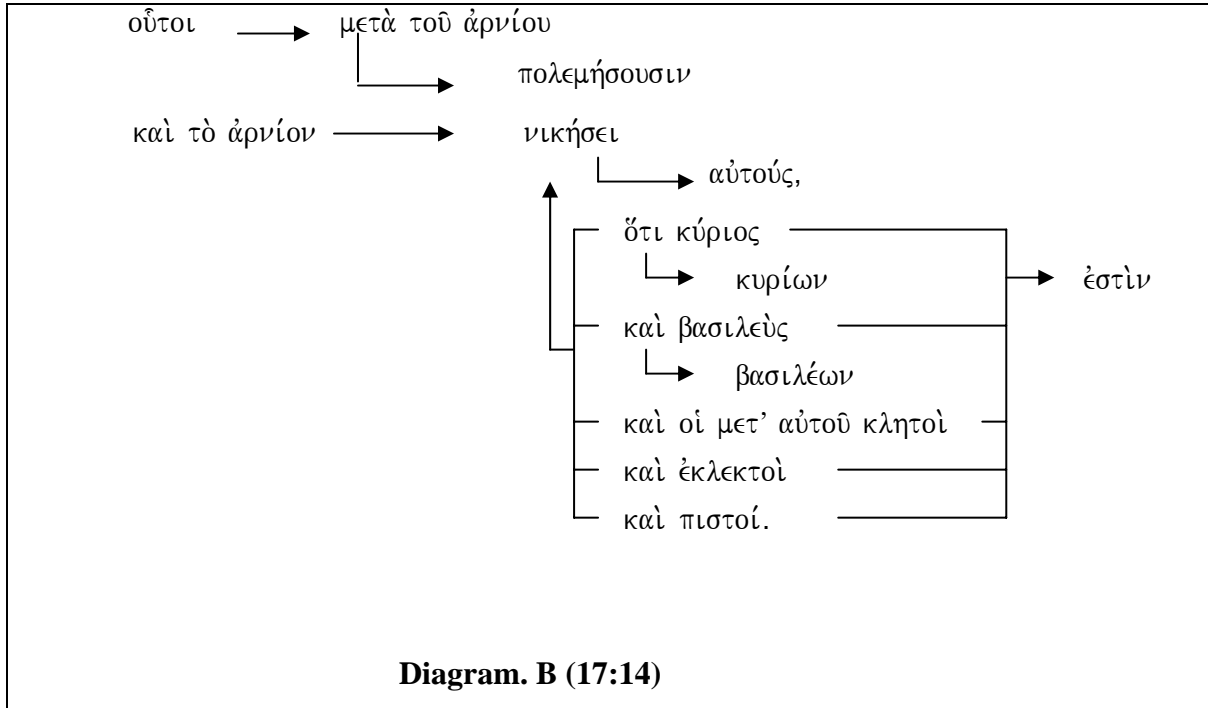 οὗτοι μετὰ τοῦ ἀρνίου
πολεμήσουσιν
καὶ τὸ ἀρνίον νικήσει
αὐτούς,
ὅτι κύριος
κυρίων ἐστὶν
καὶ βασιλεὺς
βασιλέων
καὶ οἱ μετ’ αὐτοῦ κλητοὶ
καὶ ἐκλεκτοὶ
καὶ πιστοί.
Diagram. B (17:14)